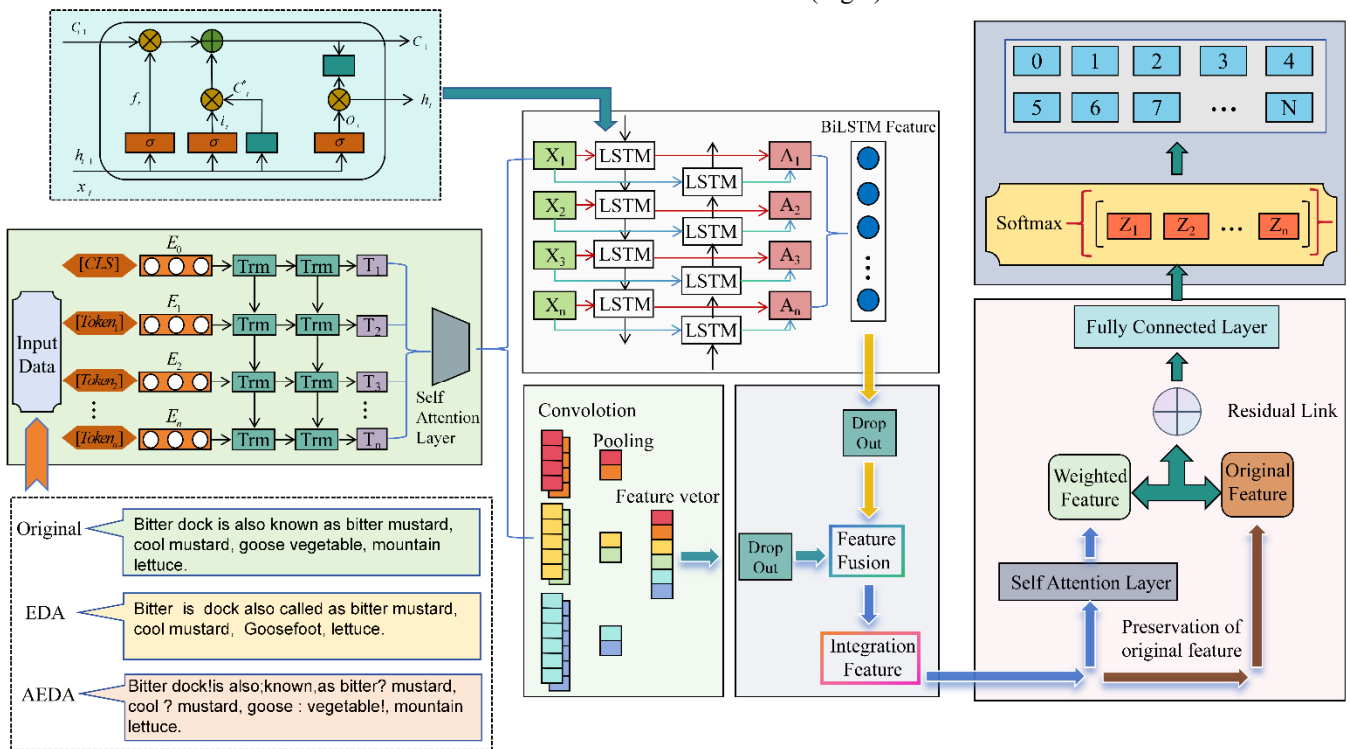 C t-1
C t
f t
C * t
i t
O t
h t
σ
σ
σ
h t-1
x t
[CLS]
E0
Trm
Trm
T1
[Token1]
E1
Trm
Trm
T2
Input
Data
[Token2]
E2
Trm
Trm
T3
[Tokenn]
En
Trm
Trm
Tn
Self
Attention
Layer
Original
Bitter dock is also known as bitter mustard,
cool mustard, goose vegetable, mountain
lettuce.
EDA
Bitter is dock also called as bitter mustard,
cool mustard, Goosefoot, lettuce.
AEDA
Bitter dock!is also;known,as bitter? mustard,
cool ? mustard, goose : vegetable!, mountain
lettuce.
BiLSTM Feature
X1
LSTM
A1
LSTM
X2
LSTM
A2
LSTM
X3
LSTM
A3
LSTM
Xn
LSTM
An
LSTM
Convolotion
Pooling
Feature vetor
Drop
Out
Drop
Out
Feature
Fusion
Integration
Feature
0 1 2 3 4
5 6 7 ... N
Softmax
[ Z1 Z2 ... Zn ]
Fully Connected Layer
Residual Link
Weighted
Feature
Original
Feature
Self Attention Layer
Preservation of
original feature